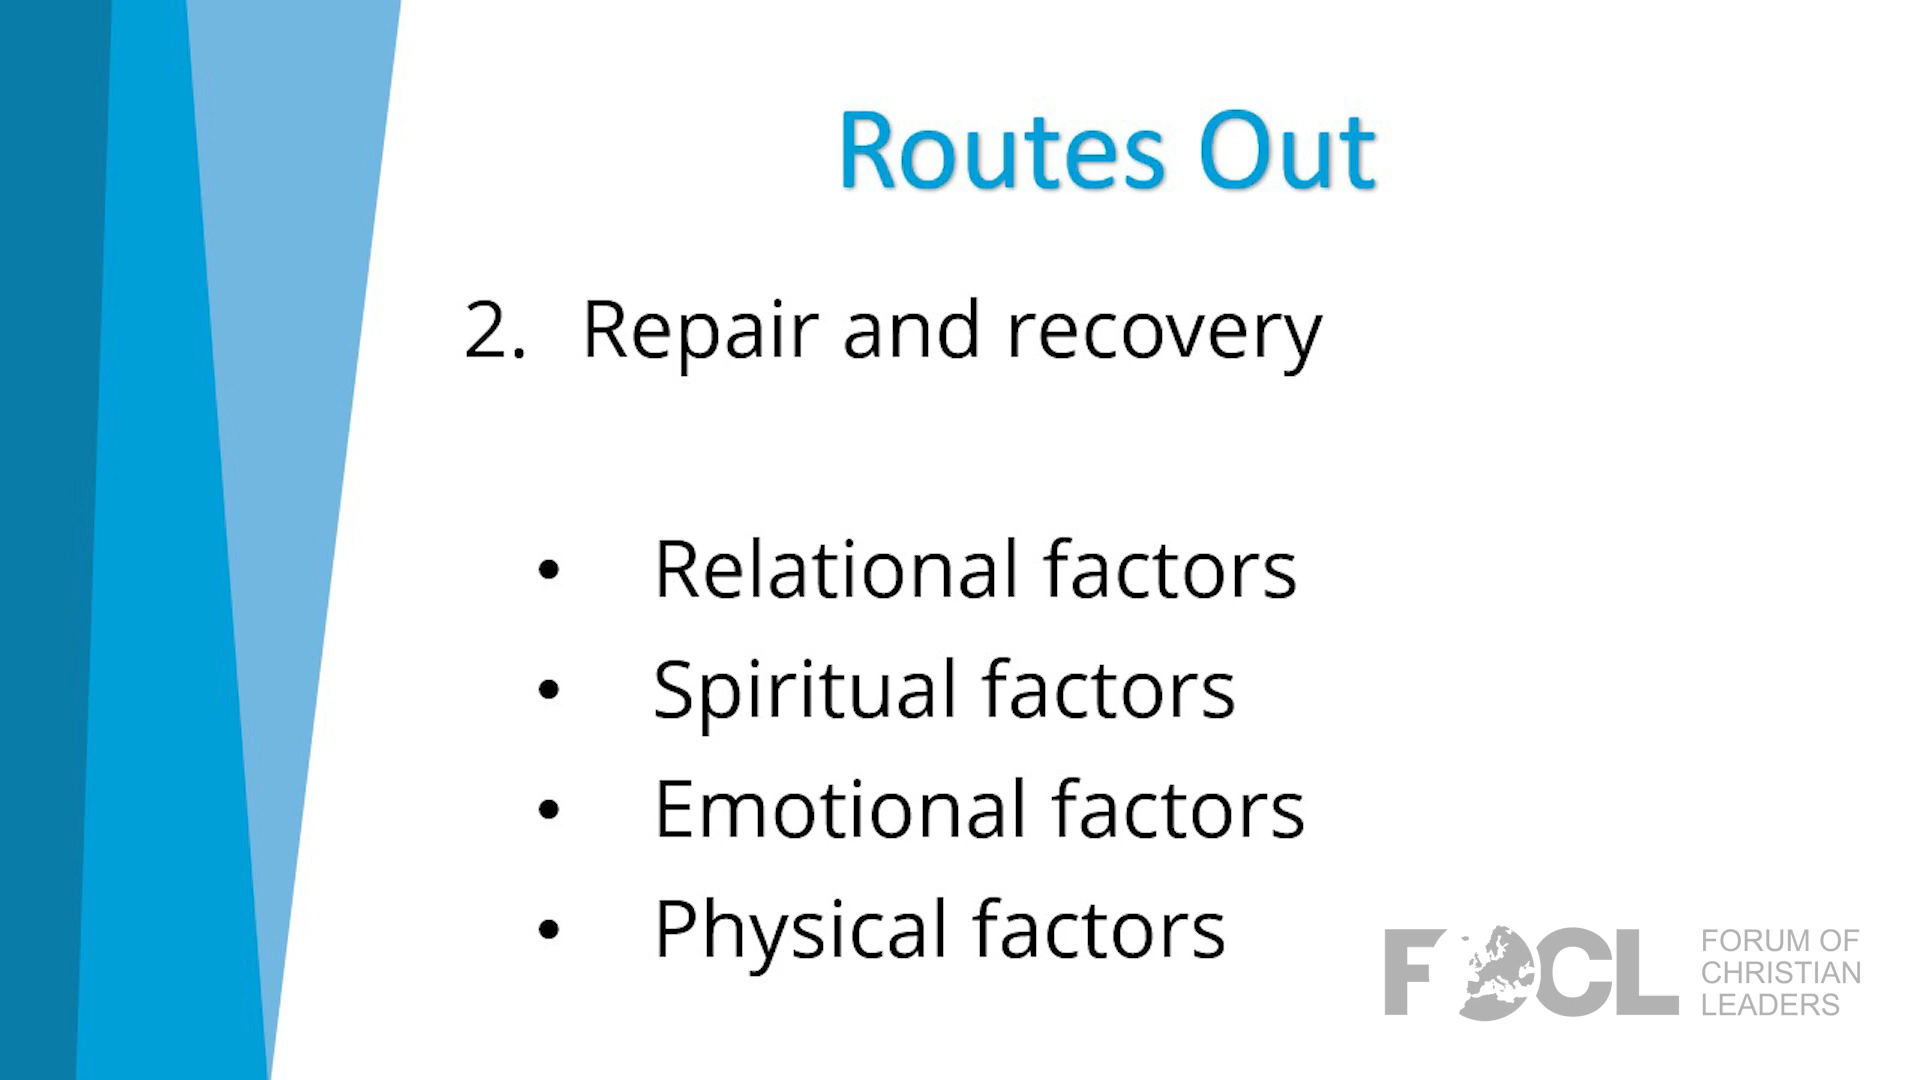 Routes Out
2. Repair and recovery
• Relational factors
• Spiritual factors
• Emotional factors
• Physical factors
FOCL
FORUM OF
CHRISTIAN
LEADERS